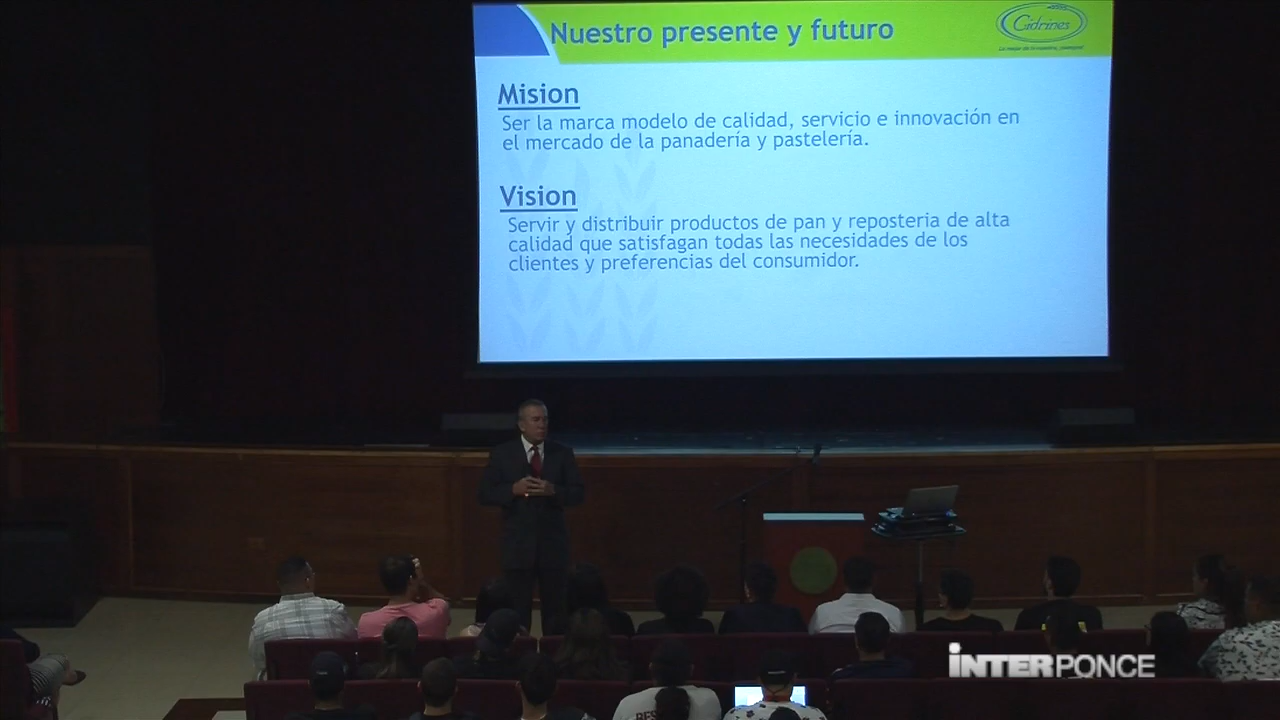 Nuestro presente y futuro
Cidrines
Mision
Ser la marca modelo de calidad, servicio e innovación en
el mercado de la panadería y pastelería.
Vision
Servir y distribuir productos de pan y reposteria de alta
calidad que satisfagan todas las necesidades de los
clientes y preferencias del consumidor.
INTERPONCE